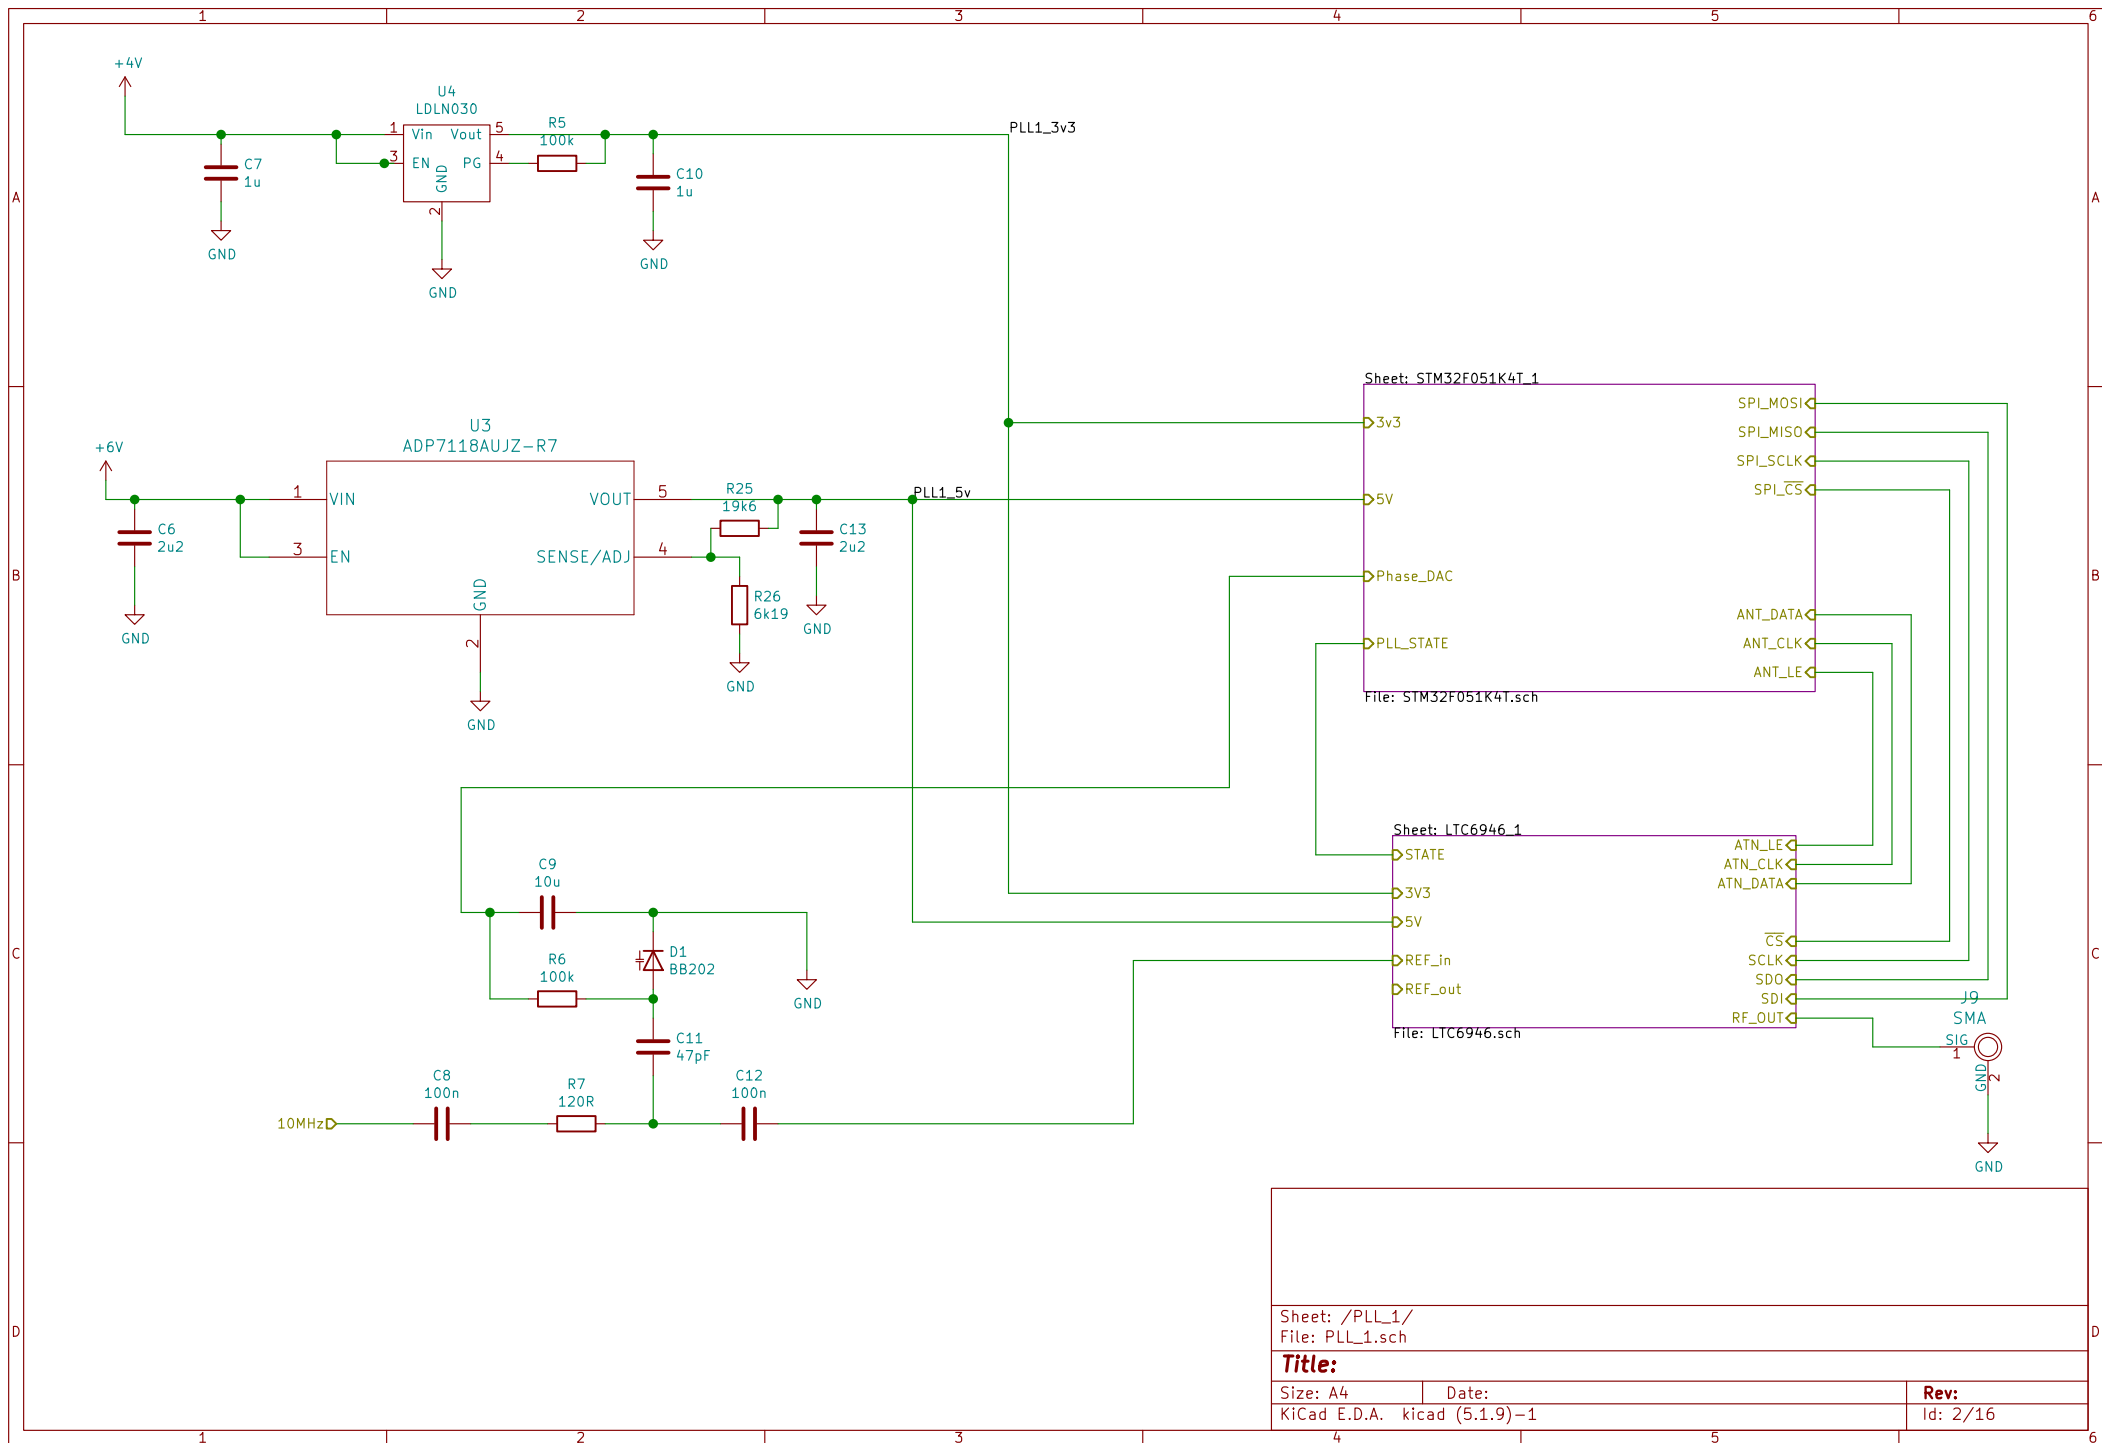 1 2 3 4 5 6
A
A
B
B
C
C
D
D
+4V
U4
LDLN030
1
Vin
Vout
5
3
EN
PG
4
GND
2
GND
C7
1u
GND
R5
100k
C10
1u
GND
PLL1_3v3
+6V
U3
ADP7118AUJZ-R7
1
VIN
VOUT
5
3
EN
SENSE/ADJ
4
GND
2
GND
C6
2u2
GND
R25
19k6
R26
6k19
GND
C13
2u2
GND
PLL1_5v
Sheet: STM32F051K4T_1
3v3
5V
Phase_DAC
PLL_STATE
SPI_MOSI
SPI_MISO
SPI_SCLK
SPI_CS
ANT_DATA
ANT_CLK
ANT_LE
File: STM32F051K4T.sch
Sheet: LTC6946_1
STATE
3V3
5V
REF_in
REF_out
ATN_LE
ATN_CLK
ATN_DATA
CS
SCLK
SDO
SDI
RF_OUT
File: LTC6946.sch
J9
SMA
SIG
1
GND
2
GND
C9
10u
D1
BB202
R6
100k
GND
C11
47pF
C8
100n
R7
120R
C12
100n
10MHz
Sheet: /PLL_1/
File: PLL_1.sch
Title:
Size: A4
Date:
Rev:
KiCad E.D.A. kicad (5.1.9)-1
Id: 2/16
1 2 3 4 5 6